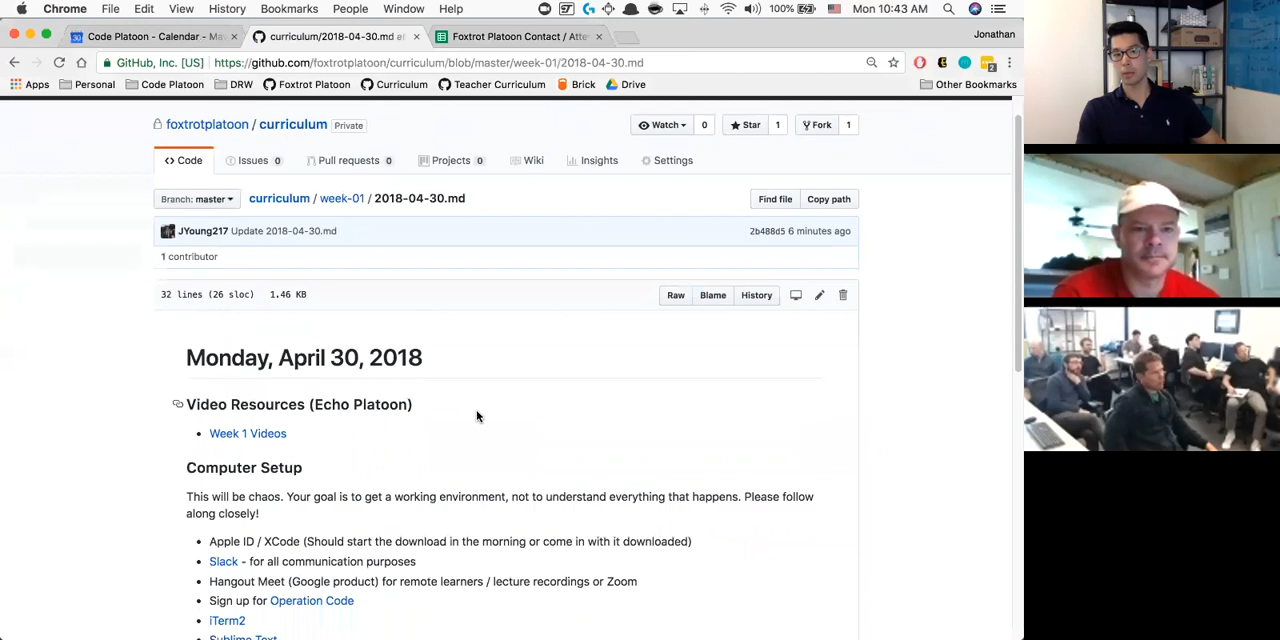 Chrome File Edit View History Bookmarks People Window Help 100% Mon 10:43 AM
Code Platoon - Calendar - Ma
curriculum/2018-04-30.md a
Foxtrot Platoon Contact / Atte
Jonathan
GitHub, Inc. [US] https://github.com/foxtrotplatoon/curriculum/blob/master/week-01/2018-04-30.md
Apps Personal Code Platoon DRW Foxtrot Platoon Curriculum Teacher Curriculum Brick Drive Other Bookmarks
foxtrotplatoon / curriculum Private
Watch 0 Star 1 Fork 1
Code Issues 0 Pull requests 0 Projects 0 Wiki Insights Settings
Branch: master curriculum / week-01 / 2018-04-30.md Find file Copy path
JYoung217 Update 2018-04-30.md 2b488d5 6 minutes ago
1 contributor
32 lines (26 sloc) 1.46 KB Raw Blame History
Monday, April 30, 2018
Video Resources (Echo Platoon)
• Week 1 Videos
Computer Setup
This will be chaos. Your goal is to get a working environment, not to understand everything that happens. Please follow
along closely!
• Apple ID / XCode (Should start the download in the morning or come in with it downloaded)
• Slack - for all communication purposes
• Hangout Meet (Google product) for remote learners / lecture recordings or Zoom
• Sign up for Operation Code
• iTerm2
• Sublime Text